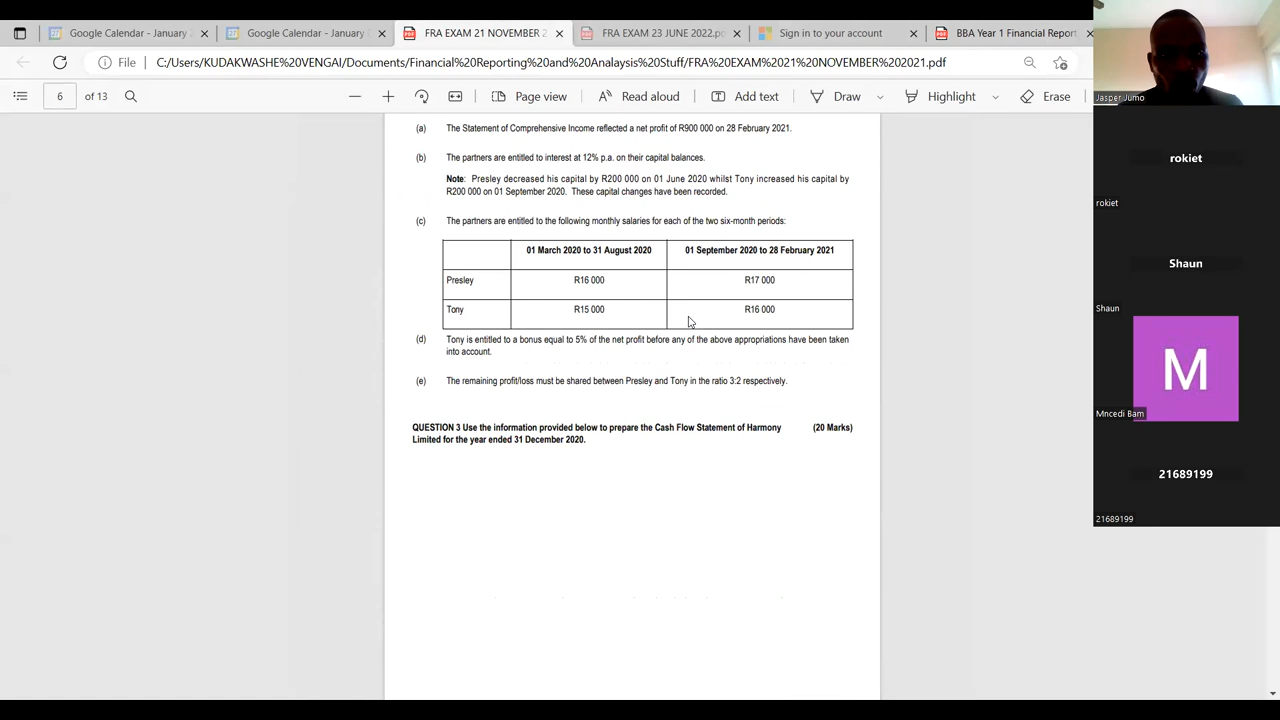 Google Calendar - January
Google Calendar - January
FRA EXAM 21 NOVEMBER 2
FRA EXAM 23 JUNE 2022.p
Sign in to your account
BBA Year 1 Financial Report
File
C:/Users/KUDAKWASHE%20VENGAI/Documents/Financial%20Reporting%20and%20Analaysis%20Stuff/FRA%20EXAM%2021%20NOVEMBER%202021.pdf
6 of 13
Page view
Read aloud
Add text
Draw
Highlight
Erase
(a) The Statement of Comprehensive Income reflected a net profit of R900 000 on 28 February 2021.
(b) The partners are entitled to interest at 12% p.a. on their capital balances.
Note: Presley decreased his capital by R200 000 on 01 June 2020 whilst Tony increased his capital by
R200 000 on 01 September 2020. These capital changes have been recorded.
(c) The partners are entitled to the following monthly salaries for each of the two six-month periods:
01 March 2020 to 31 August 2020 01 September 2020 to 28 February 2021
Presley R16 000 R17 000
Tony R15 000 R16 000
(d) Tony is entitled to a bonus equal to 5% of the net profit before any of the above appropriations have been taken
into account.
(e) The remaining profit/loss must be shared between Presley and Tony in the ratio 3:2 respectively.
QUESTION 3 Use the information provided below to prepare the Cash Flow Statement of Harmony (20 Marks)
Limited for the year ended 31 December 2020.
Jasper Jumo
rokiet
rokiet
Shaun
Shaun
M
Mncedi Bam
21689199
21689199